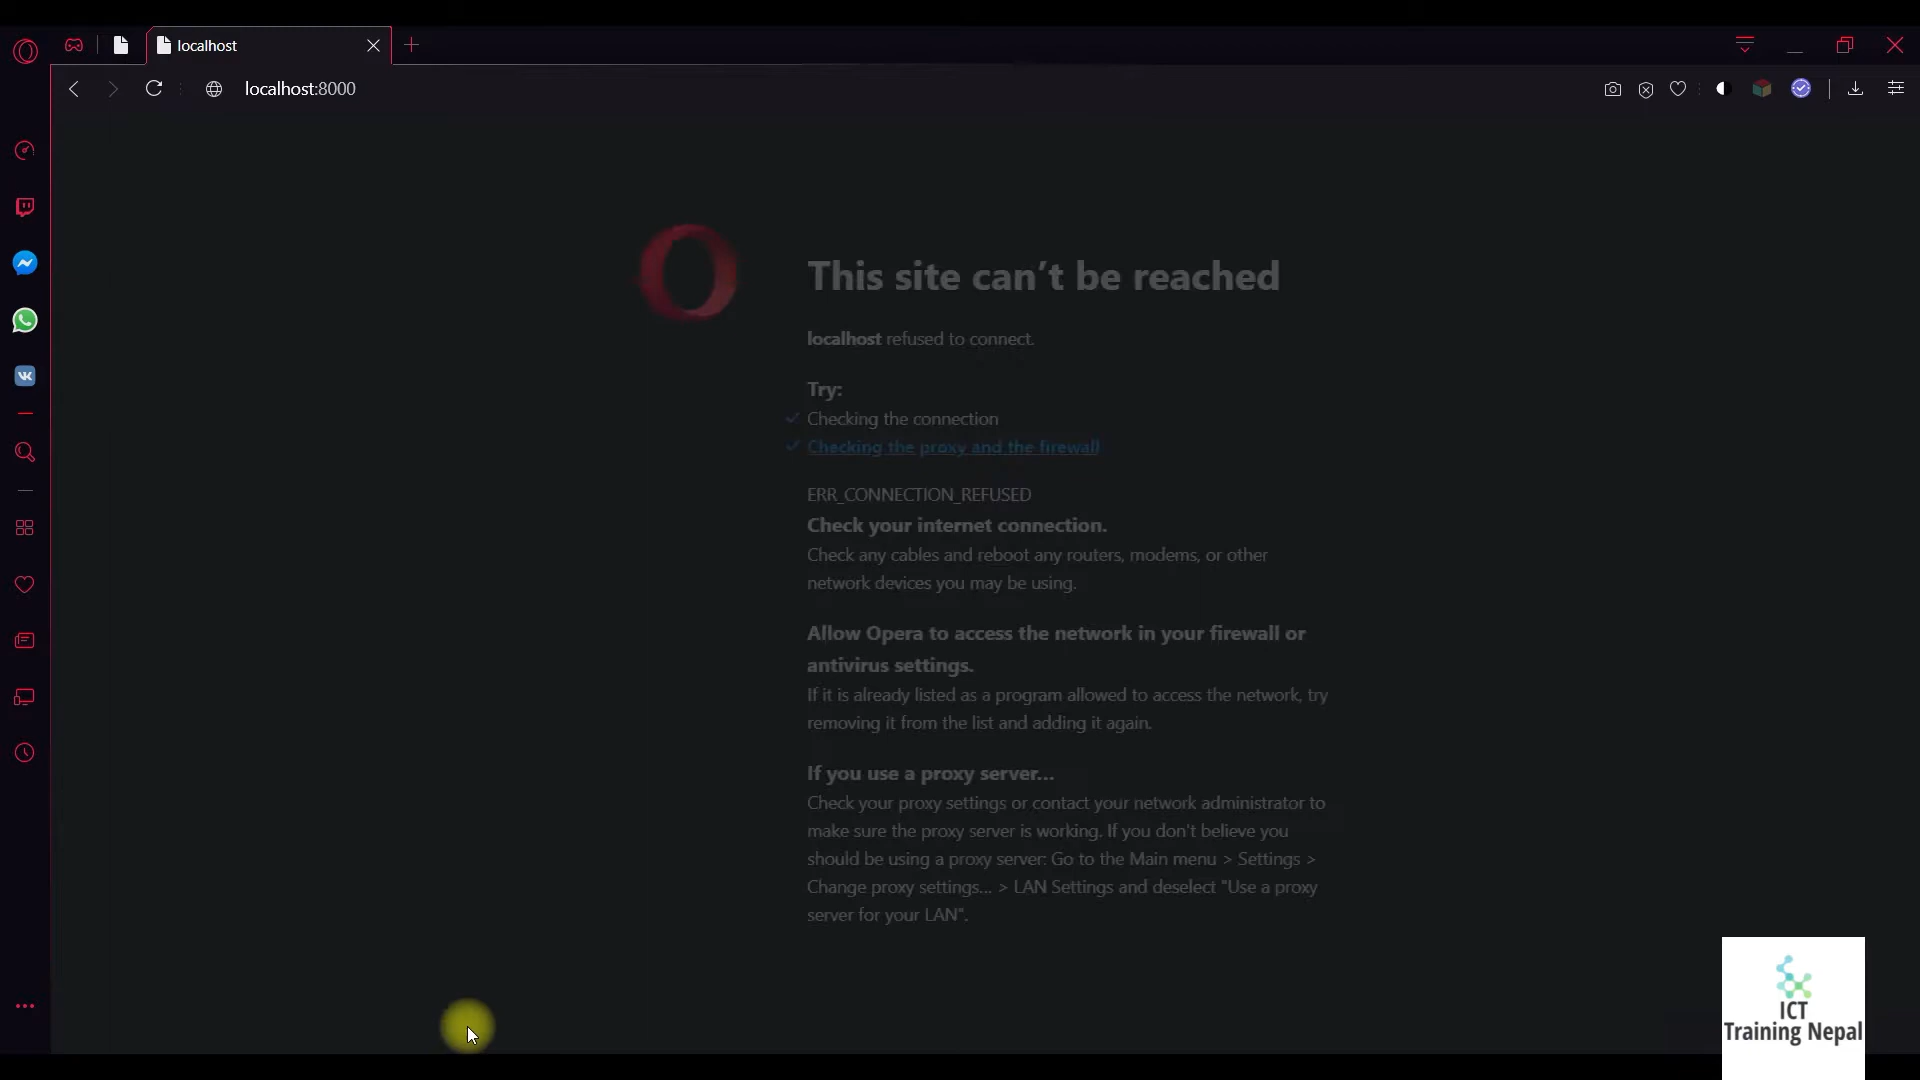 localhost
localhost:8000
This site can’t be reached
localhost refused to connect.
Try:
Checking the connection
Checking the proxy and the firewall
ERR_CONNECTION_REFUSED
Check your internet connection.
Check any cables and reboot any routers, modems, or other
network devices you may be using.
Allow Opera to access the network in your firewall or
antivirus settings.
If it is already listed as a program allowed to access the network, try
removing it from the list and adding it again.
If you use a proxy server...
Check your proxy settings or contact your network administrator to
make sure the proxy server is working. If you don't believe you
should be using a proxy server: Go to the Main menu > Settings >
Change proxy settings... > LAN Settings and deselect "Use a proxy
server for your LAN".
ICT
Training Nepal